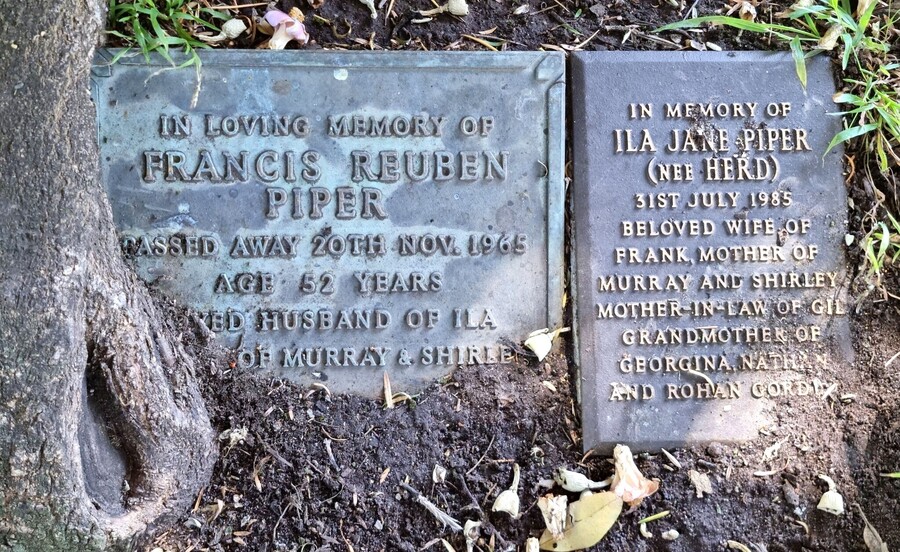 IN LOVING MEMORY OF
FRANCIS REUBEN
PIPER
PASSED AWAY 20TH NOV. 1965
AGE 52 YEARS
HUSBAND OF ILA
OF MURRAY & SHIRLE
IN MEMORY OF
ILA JANE PIPER
(NEE HERD)
31ST JULY 1985
BELOVED WIFE OF
FRANK, MOTHER OF
MURRAY AND SHIRLEY
MOTHER-IN-LAW OF GIL
GRANDMOTHER OF
GEORGINA, NATHAN
AND ROHAN